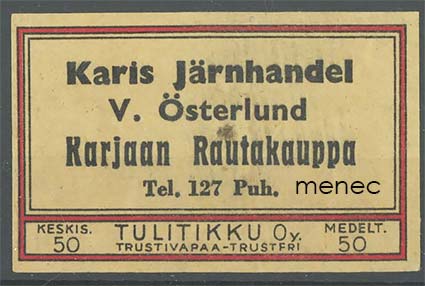 Karis Järnhandel
V. Österlund
Karjaan Rautakauppa
Tel. 127 Puh.
menec
KESKIS. 50
TULITIKKU Oy.
TRUSTIVAPAA-TRUSTFRI
MEDELT. 50